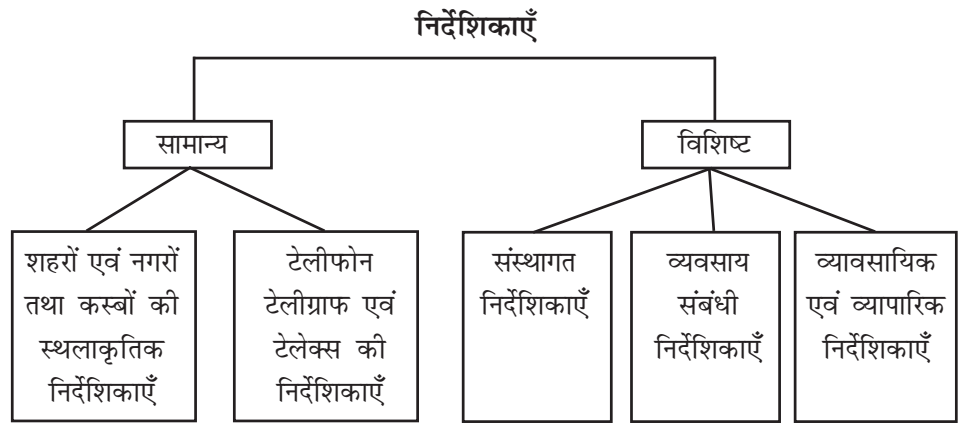 निर्देशिकाएँ
सामान्य
विशिष्ट
शहरों एवं नगरों
तथा कस्बों की
स्थलाकृतिक
निर्देशिकाएँ
टेलीफोन
टेलीग्राफ एवं
टेलेक्स की
निर्देशिकाएँ
संस्थागत
निर्देशिकाएँ
व्यवसाय
संबंधी
निर्देशिकाएँ
व्यावसायिक
एवं व्यापारिक
निर्देशिकाएँ